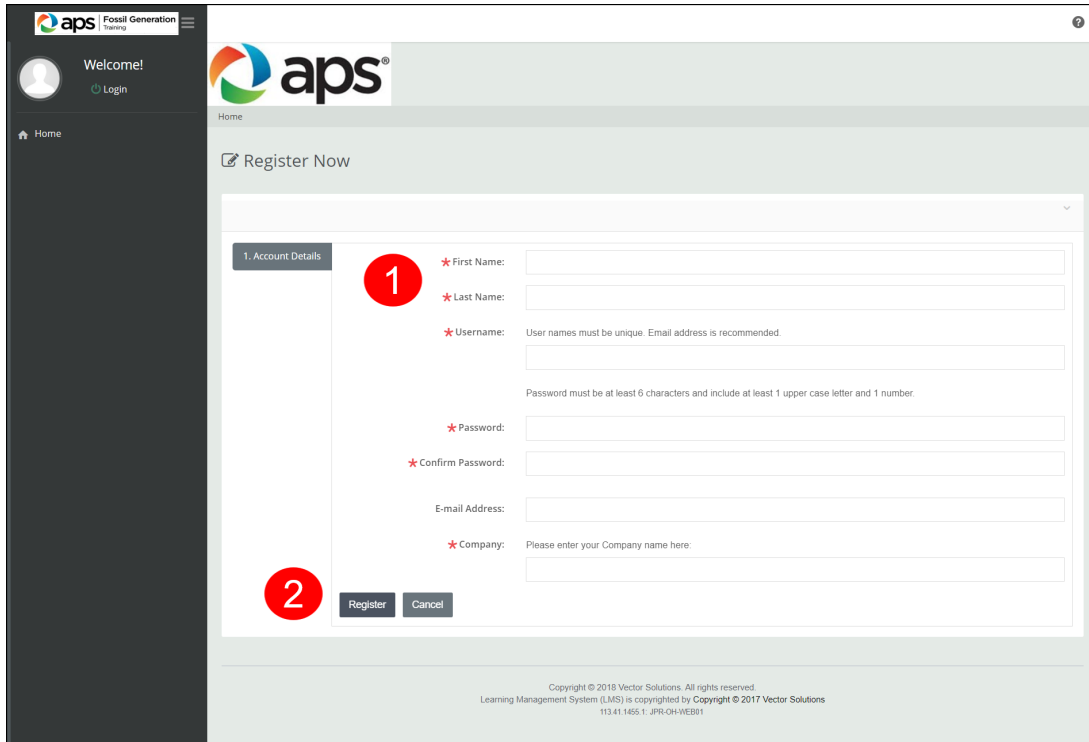 aps Fossil Generation
Training
Welcome!
Login
Home
aps®
Home
Register Now
1. Account Details
1
* First Name:
* Last Name:
* Username: User names must be unique. Email address is recommended.
Password must be at least 6 characters and include at least 1 upper case letter and 1 number.
* Password:
* Confirm Password:
E-mail Address:
* Company: Please enter your Company name here:
2
Register Cancel
Copyright © 2018 Vector Solutions. All rights reserved.
Learning Management System (LMS) is copyrighted by Copyright © 2017 Vector Solutions
113.41.1455.1: JPR-OH-WEB01